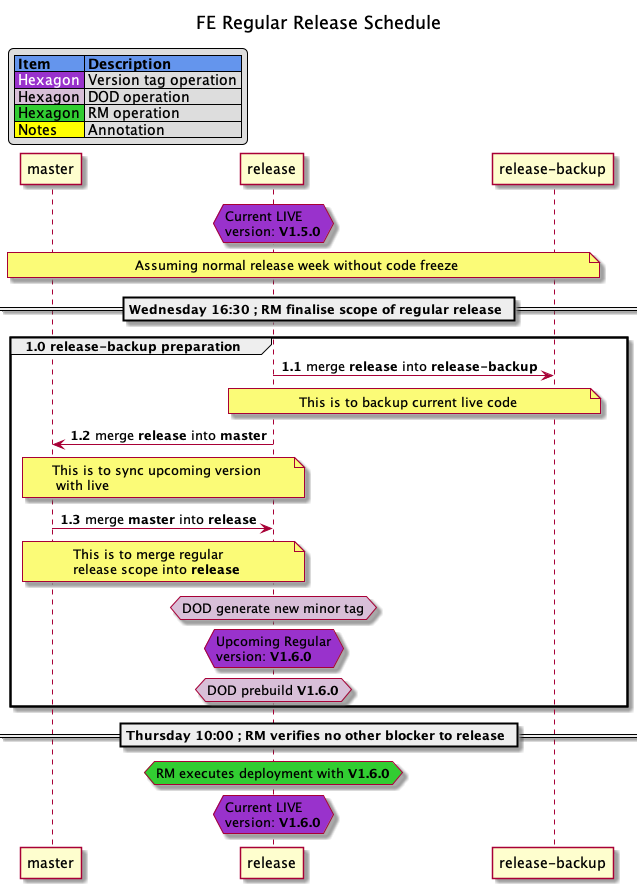 FE Regular Release Schedule
Item Description
Hexagon Version tag operation
Hexagon DOD operation
Hexagon RM operation
Notes Annotation
master release release-backup
Current LIVE
version: V1.5.0
Assuming normal release week without code freeze
Wednesday 16:30 ; RM finalise scope of regular release
1.0 release-backup preparation
1.1 merge release into release-backup
This is to backup current live code
1.2 merge release into master
This is to sync upcoming version
with live
1.3 merge master into release
This is to merge regular
release scope into release
DOD generate new minor tag
Upcoming Regular
version: V1.6.0
DOD prebuild V1.6.0
Thursday 10:00 ; RM verifies no other blocker to release
RM executes deployment with V1.6.0
Current LIVE
version: V1.6.0
master release release-backup